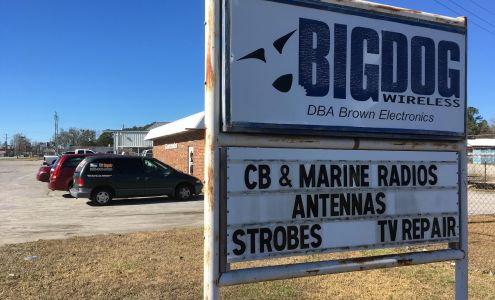 BIGDOG
WIRELESS
DBA Brown Electronics
CB & MARINE RADIOS
ANTENNAS
STROBES TV REPAIR